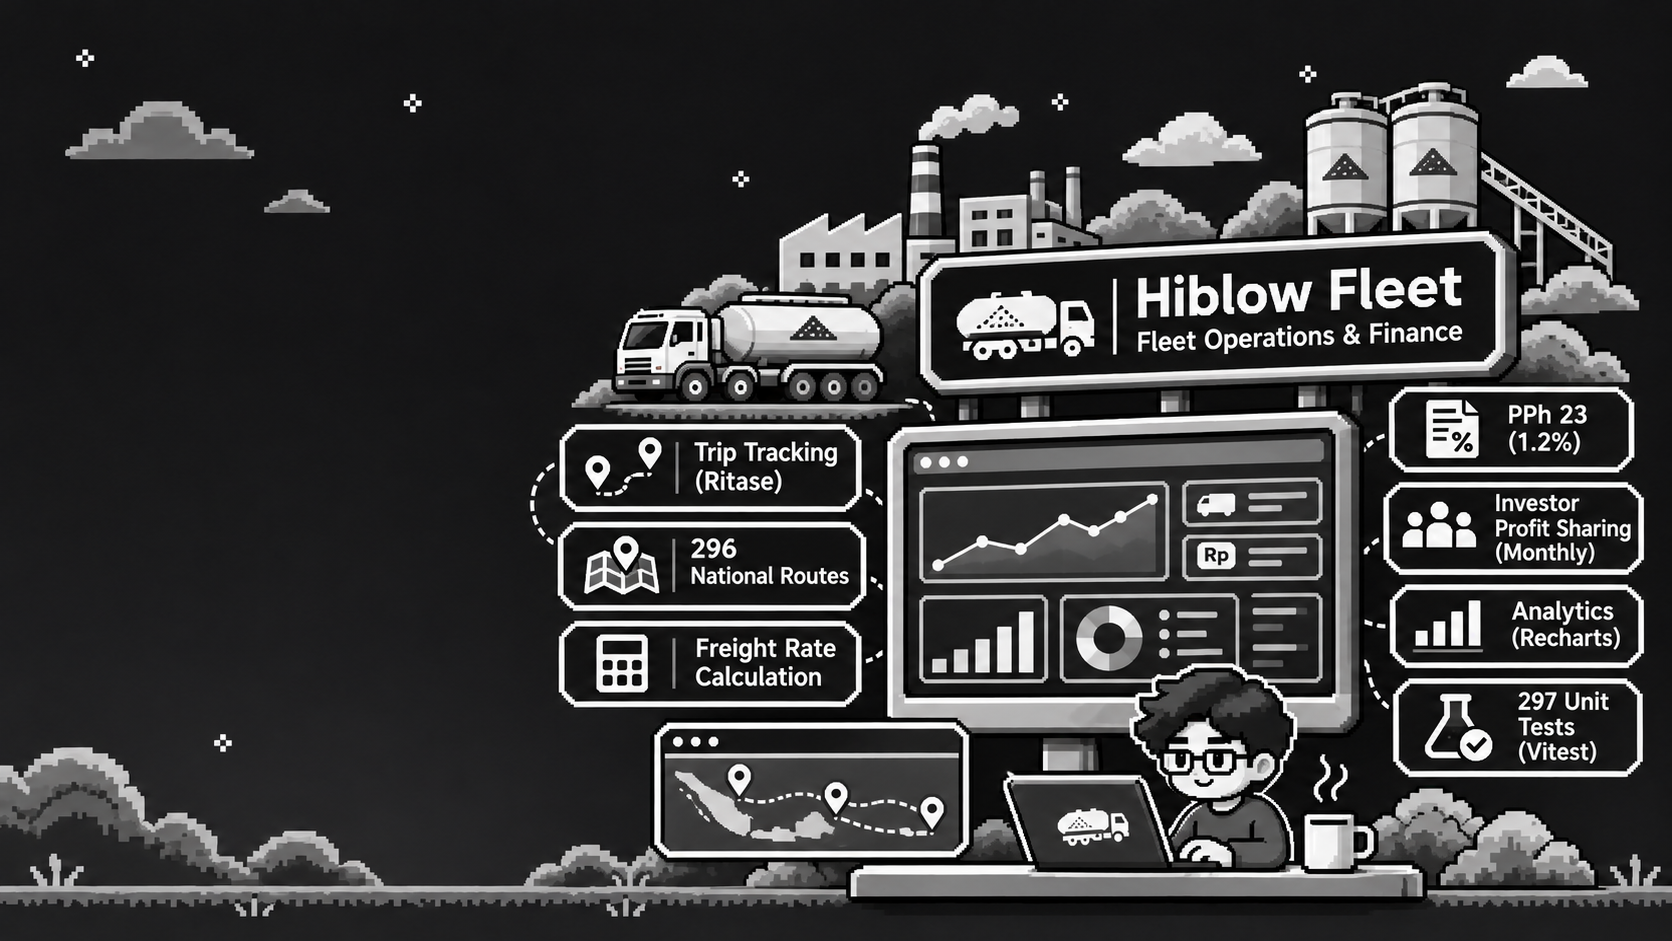 Hiblow Fleet
Fleet Operations & Finance
Trip Tracking
(Ritase)
296
National Routes
Freight Rate
Calculation
Rp
PPh 23
(1.2%)
Investor
Profit Sharing
(Monthly)
Analytics
(Recharts)
297 Unit
Tests
(Vitest)